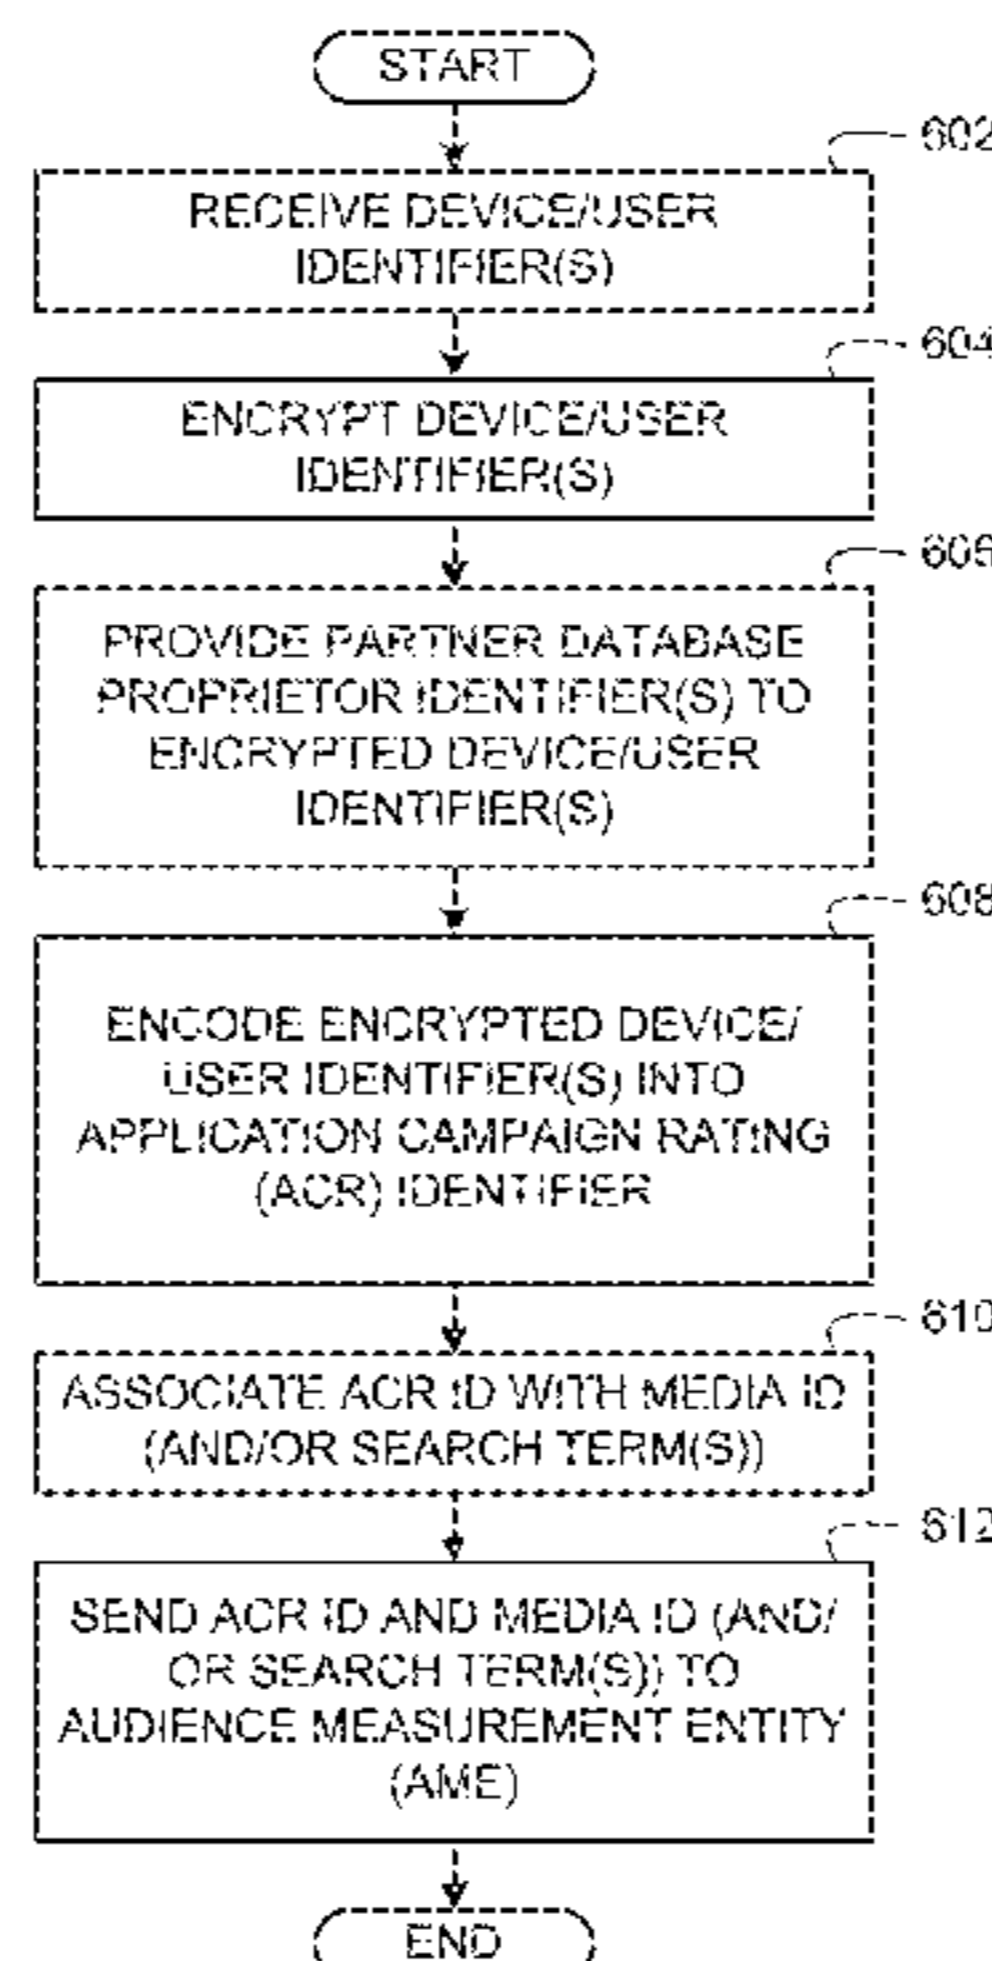 START
602
RECEIVE DEVICE/USER
IDENTIFIER(S)
604
ENCRYPT DEVICE/USER
IDENTIFIER(S)
606
PROVIDE PARTNER DATABASE
PROPRIETOR IDENTIFIER(S) TO
ENCRYPTED DEVICE/USER
IDENTIFIER(S)
608
ENCODE ENCRYPTED DEVICE/
USER IDENTIFIER(S) INTO
APPLICATION CAMPAIGN RATING
(ACR) IDENTIFIER
610
ASSOCIATE ACR ID WITH MEDIA ID
(AND/OR SEARCH TERM(S))
612
SEND ACR ID AND MEDIA ID (AND/
OR SEARCH TERM(S)) TO
AUDIENCE MEASUREMENT ENTITY
(AME)
END